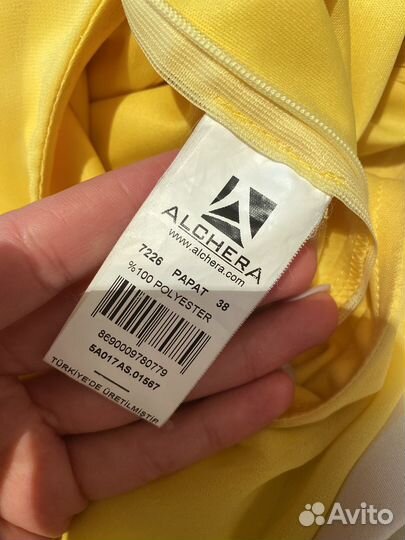 ALCHERA
www.alchera.com
7226 PAPAT 38
%100 POLYESTER
8690009780779
5A017AS.01567
TÜRKİYE'DE ÜRETİLMİŞTİR
Avito